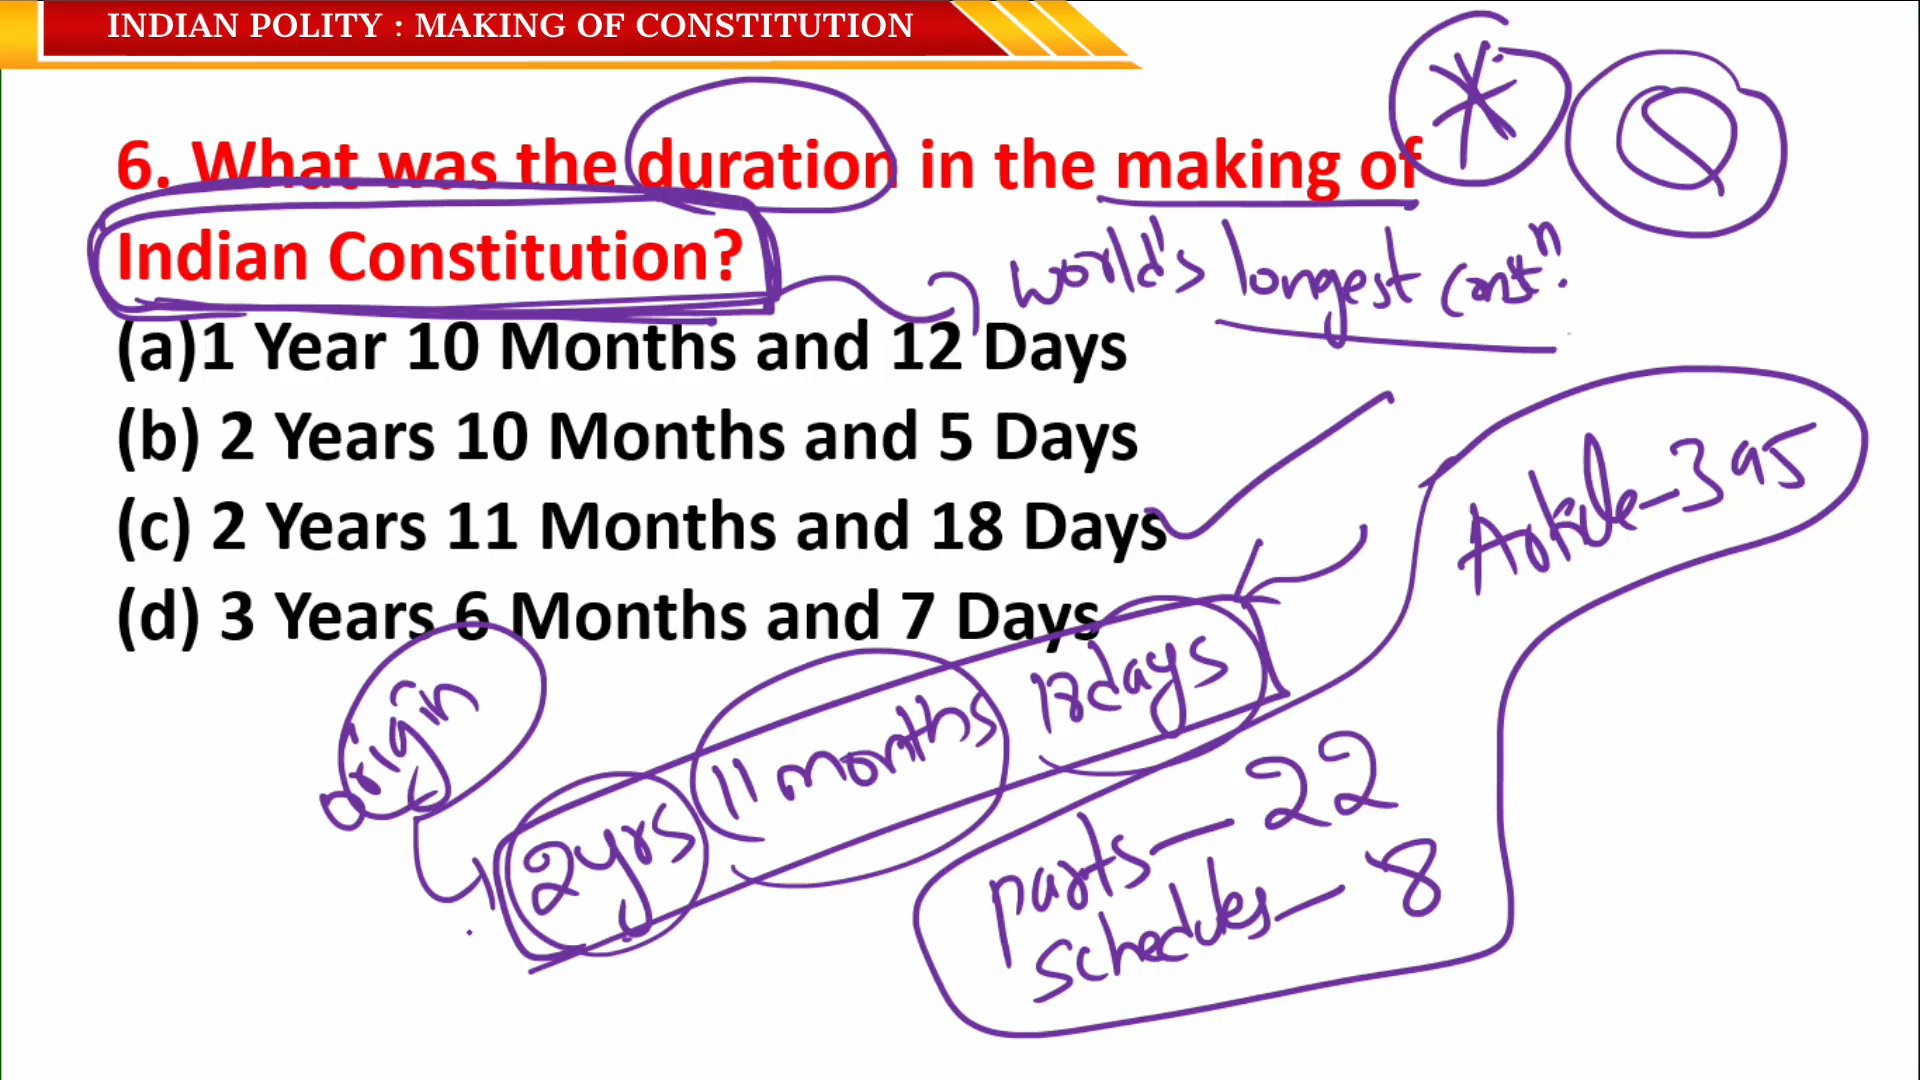 INDIAN POLITY : MAKING OF CONSTITUTION
6. What was the duration in the making of
Indian Constitution?
world's longest constⁿ.
(a)1 Year 10 Months and 12 Days
(b) 2 Years 10 Months and 5 Days
(c) 2 Years 11 Months and 18 Days
(d) 3 Years 6 Months and 7 Days
Article-395
origin
2yrs 11 months 18days
parts-22
schedules-8